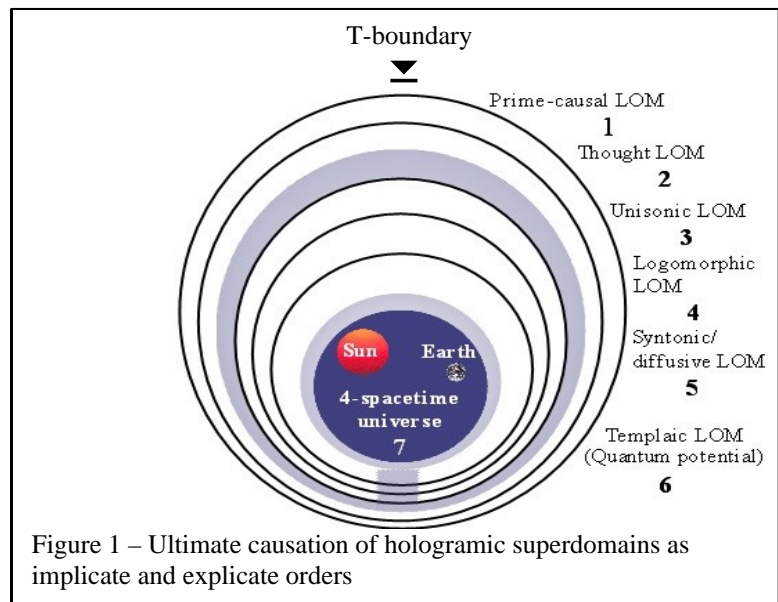 T-boundary
Prime-causal LOM
1
Thought LOM
2
Unisonic LOM
3
Logomorphic
LOM
4
Syntonic/
diffusive LOM
5
Templaic LOM
(Quantum potential)
6
Sun
Earth
4-spacetime
universe
7
Figure 1 – Ultimate causation of hologramic superdomains as
implicate and explicate orders